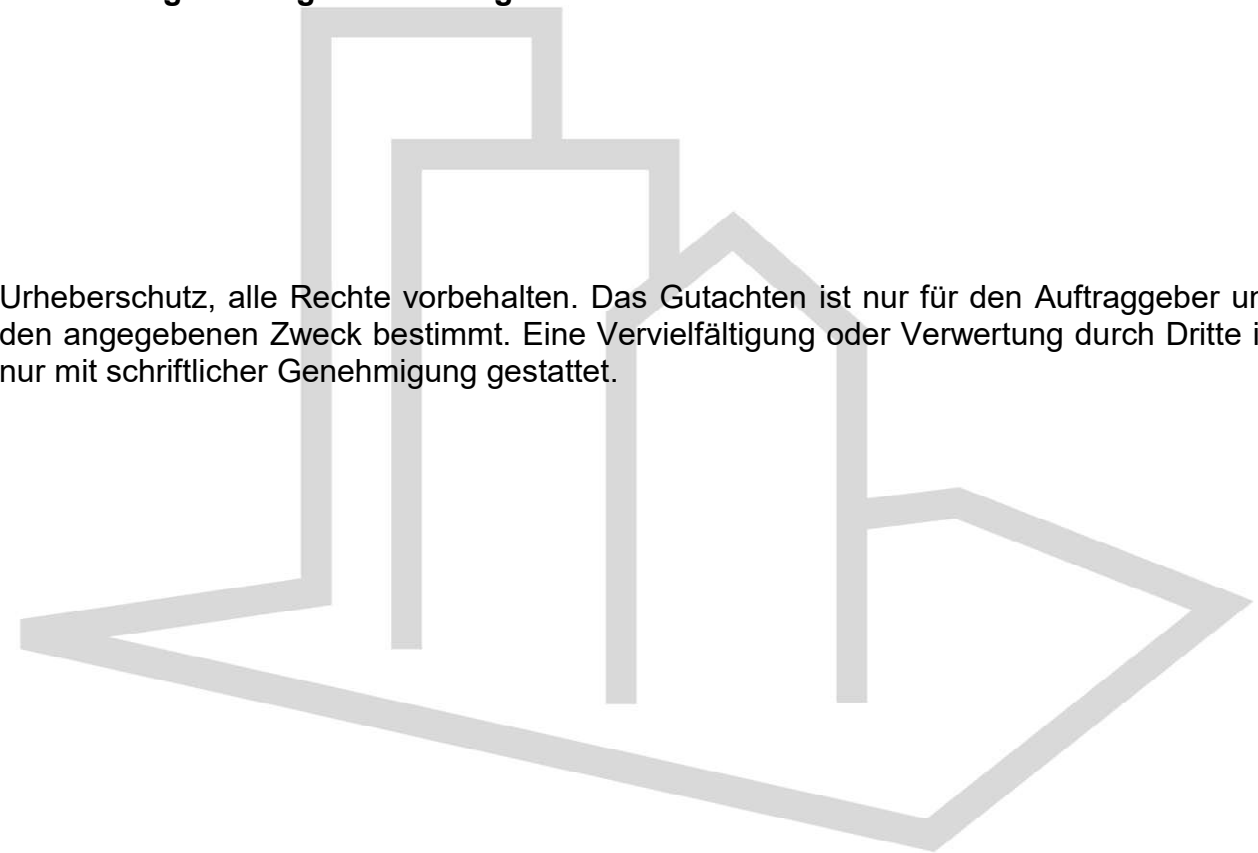 Urheberschutz, alle Rechte vorbehalten. Das Gutachten ist nur für den Auftraggeber
den angegebenen Zweck bestimmt. Eine Vervielfältigung oder Verwertung durch Dritte
nur mit schriftlicher Genehmigung gestattet.